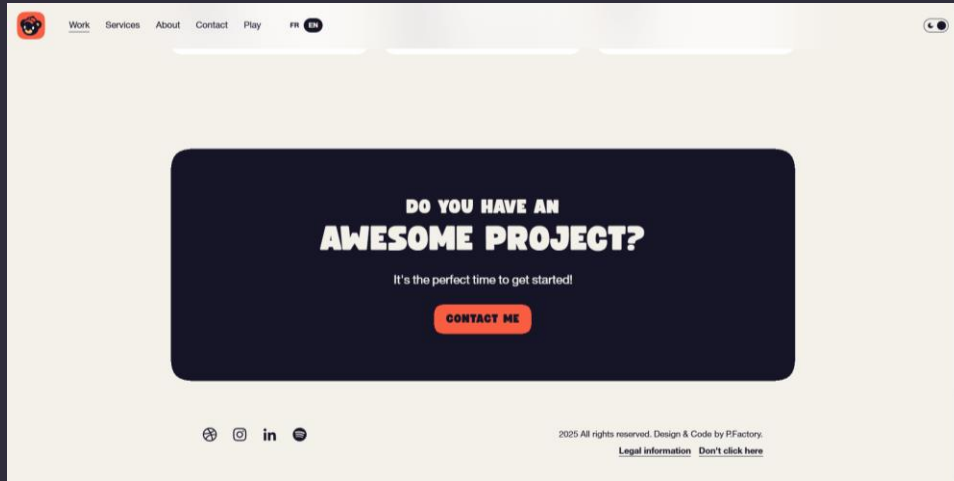 Work Services About Contact Play FR EN
DO YOU HAVE AN
AWESOME PROJECT?
It's the perfect time to get started!
CONTACT ME
2025 All rights reserved. Design & Code by P.Factory.
Legal information Don't click here